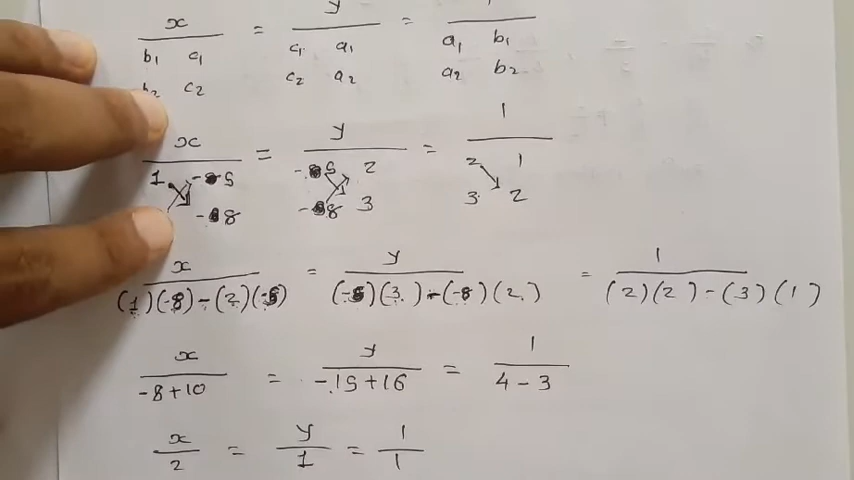 x = y = 1
b₁ c₁ c₁ a₁ a₁ b₁
b₂ c₂ c₂ a₂ a₂ b₂
x = y = 1
1 -5 -5 2 2 1
-8 -8 3 3 2
x = y = 1
(1)(-8) - (2)(-5) (-5)(3) - (-8)(2) (2)(2) - (3)(1)
x = y = 1
-8+10 -15+16 4-3
x = y = 1
2 1 1